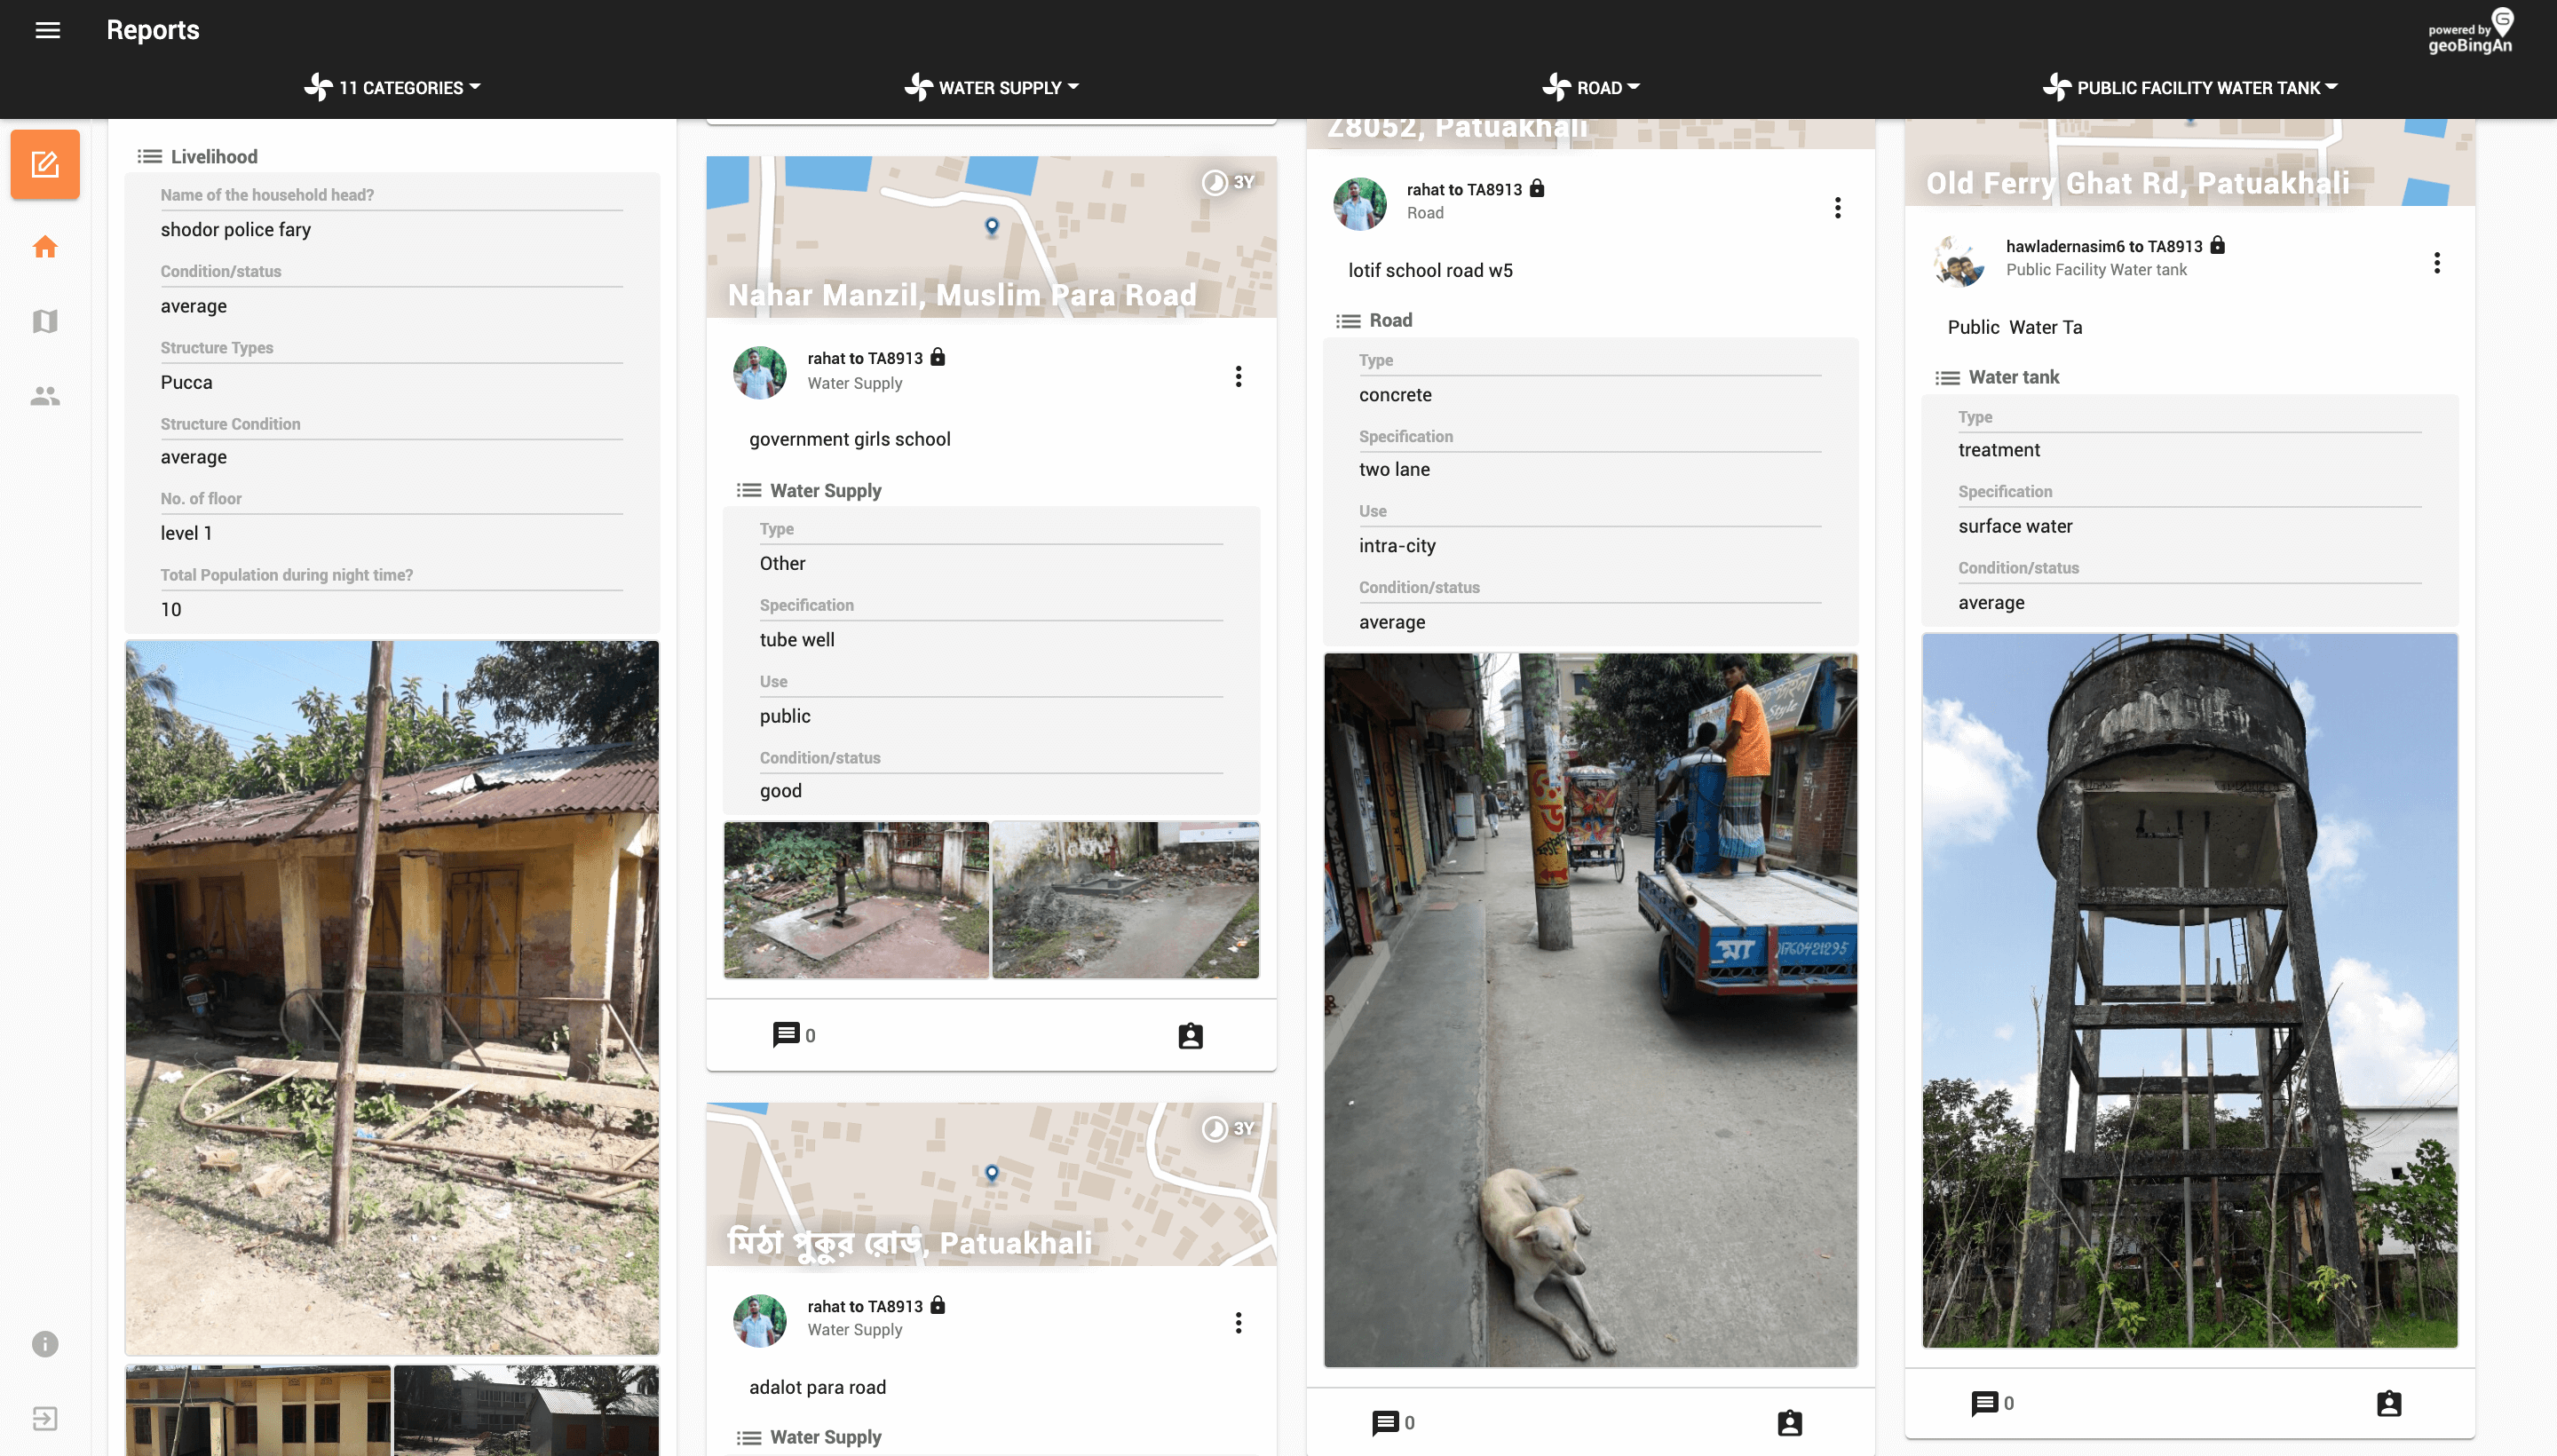 Reports
powered by
geoBingAn
11 CATEGORIES
WATER SUPPLY
ROAD
PUBLIC FACILITY WATER TANK
Livelihood
Name of the household head?
shodor police fary
Condition/status
average
Structure Types
Pucca
Structure Condition
average
No. of floor
level 1
Total Population during night time?
10
3Y
Nahar Manzil, Muslim Para Road
rahat to TA8913
Water Supply
government girls school
Water Supply
Type
Other
Specification
tube well
Use
public
Condition/status
good
0
3Y
মিঠা পুকুর রোড, Patuakhali
rahat to TA8913
Water Supply
adalot para road
Water Supply
Z8052, Patuakhali
rahat to TA8913
Road
lotif school road w5
Road
Type
concrete
Specification
two lane
Use
intra-city
Condition/status
average
Style
মা
01760421295
0
Old Ferry Ghat Rd, Patuakhali
hawladernasim6 to TA8913
Public Facility Water tank
Public Water Ta
Water tank
Type
treatment
Specification
surface water
Condition/status
average
0